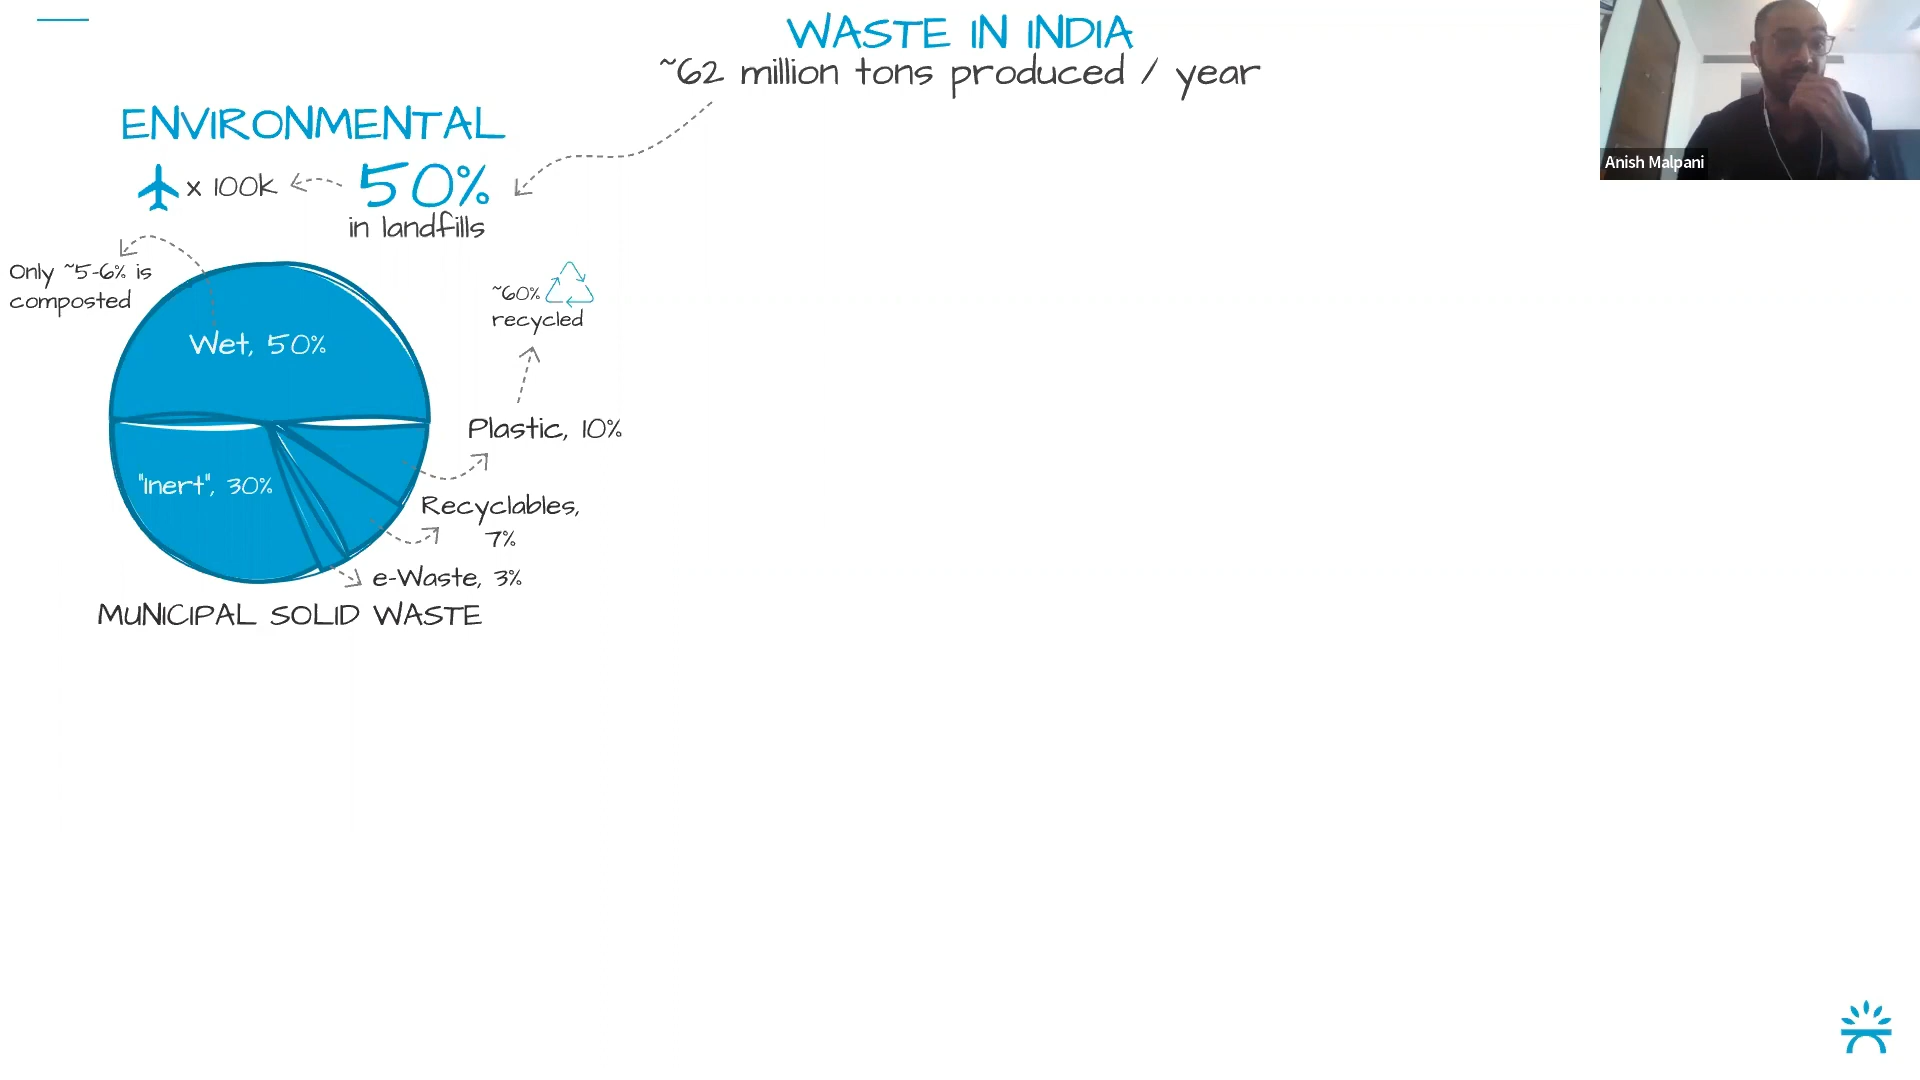 WASTE IN INDIA
~62 million tons produced / year
Anish Malpani
ENVIRONMENTAL
x 100k
50%
in landfills
Only ~5-6% is
composted
~60%
recycled
Wet, 50%
Plastic, 10%
"Inert", 30%
Recyclables,
7%
e-Waste, 3%
MUNICIPAL SOLID WASTE